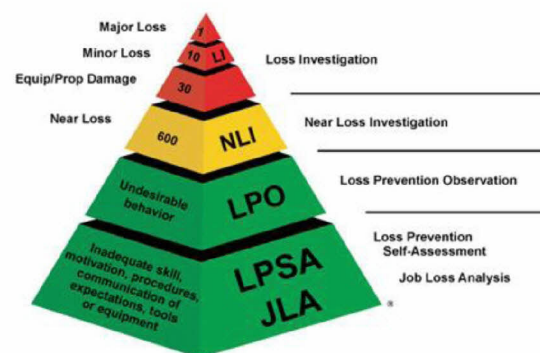 Major Loss
1
Minor Loss
10
LI
Loss Investigation
Equip/Prop Damage
30
Near Loss
600
NLI
Near Loss Investigation
Undesirable
behavior
LPO
Loss Prevention Observation
Inadequate skill,
motivation, procedures,
communication of
expectations, tools
or equipment
LPSA
JLA
Loss Prevention
Self-Assessment
Job Loss Analysis
®